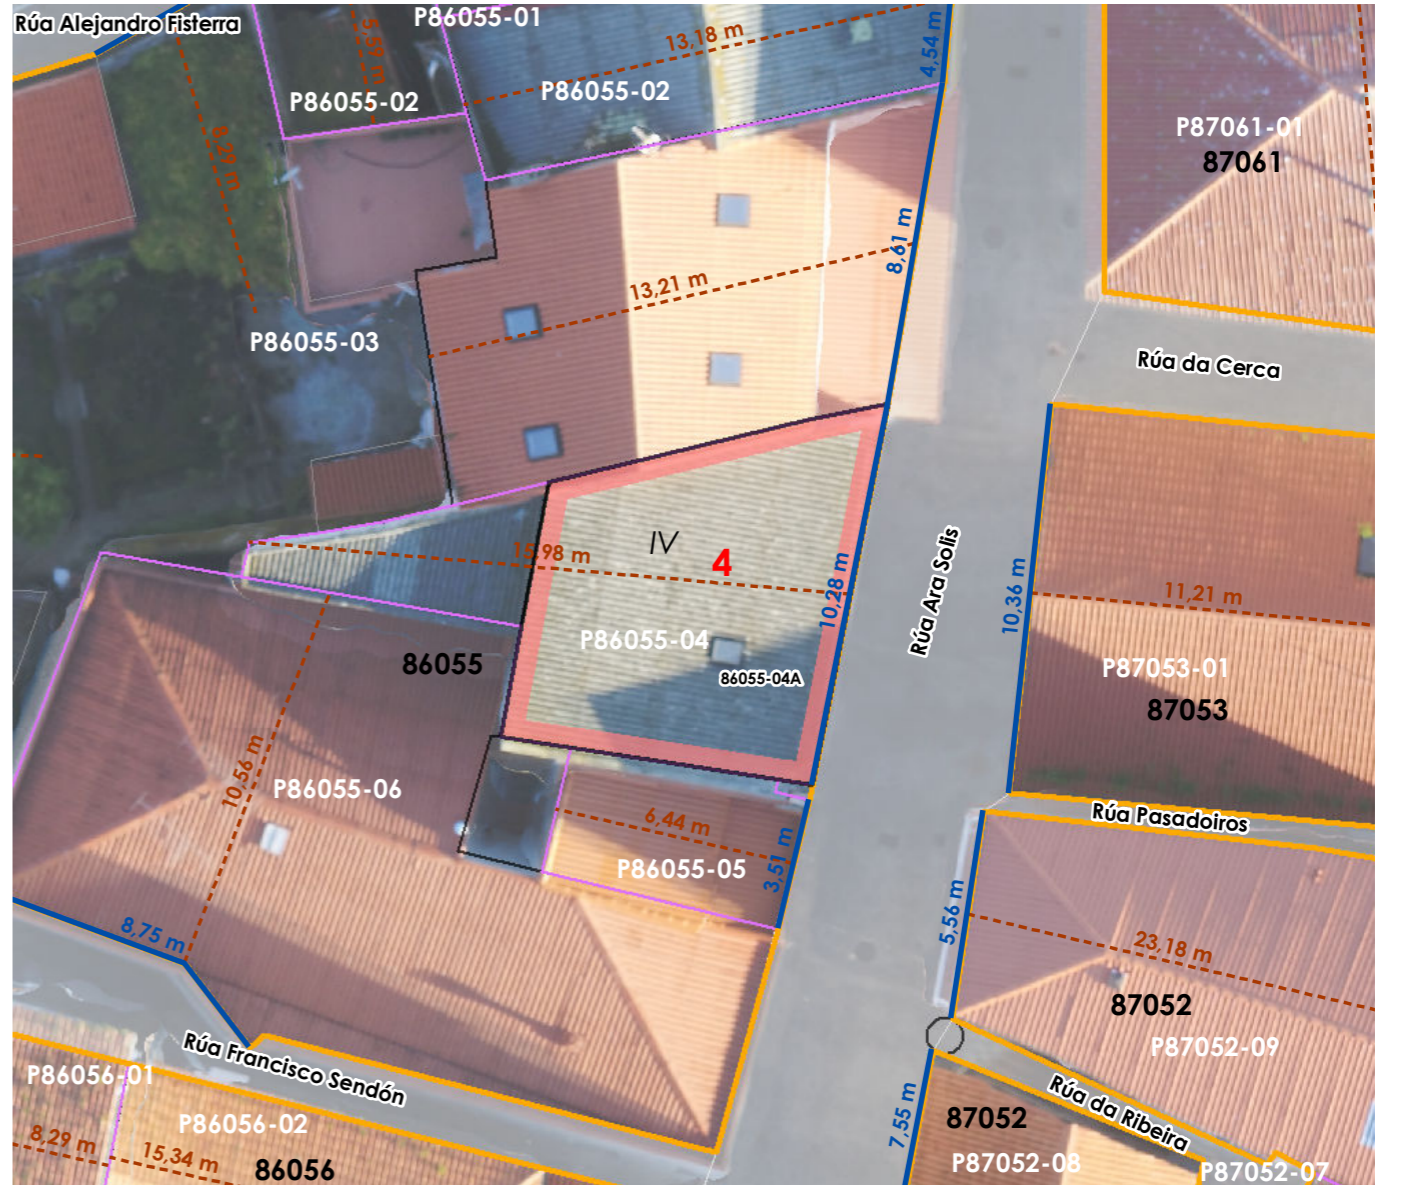 Rúa Alejandro Fisterra
P86055-01
13,18 m
4,54 m
5,59 m
P86055-02
P86055-02
P87061-01
87061
8,29 m
8,61 m
13,21 m
P86055-03
Rúa da Cerca
IV
4
15,98 m
10,28 m
Rúa Ara Solis
10,36 m
11,21 m
P86055-04
86055
86055-04A
P87053-01
87053
10,56 m
P86055-06
6,44 m
Rúa Pasadoiros
P86055-05
3,51 m
8,75 m
5,56 m
23,18 m
87052
P87052-09
Rúa Francisco Sendón
P86056-01
P86056-02
8,29 m
15,34 m
86056
7,55 m
Rúa da Ribeira
87052
P87052-08
P87052-07